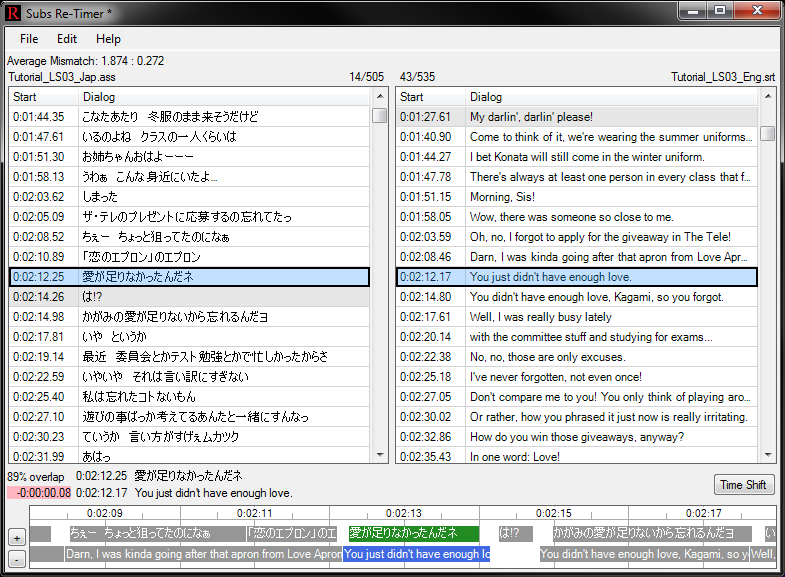 R Subs Re-Timer *
File Edit Help
Average Mismatch: 1.874 : 0.272
Tutorial_LS03_Jap.ass 14/505 43/535 Tutorial_LS03_Eng.srt
Start Dialog Start Dialog
0:01:44.35 こなたあたり 冬服のまま来そうだけど 0:01:27.61 My darlin', darlin' please!
0:01:47.61 いるのよね クラスの一人くらいは 0:01:40.90 Come to think of it, we're wearing the summer uniforms...
0:01:51.30 お姉ちゃんおはよーーー 0:01:44.27 I bet Konata will still come in the winter uniform.
0:01:58.13 うわぁ こんな身近にいたよ… 0:01:47.78 There's always at least one person in every class that f...
0:02:03.62 しまった 0:01:51.15 Morning, Sis!
0:02:05.09 ザ・テレのプレゼントに応募するの忘れてたっ 0:01:58.05 Wow, there was someone so close to me.
0:02:08.52 ちぇー ちょっと狙ってたのになぁ 0:02:03.59 Oh, no, I forgot to apply for the giveaway in The Tele!
0:02:10.89 「恋のエプロン」のエプロン 0:02:08.46 Darn, I was kinda going after that apron from Love Apr...
0:02:12.25 愛が足りなかったんだネ 0:02:12.17 You just didn't have enough love.
0:02:14.26 は!? 0:02:14.80 You didn't have enough love, Kagami, so you forgot.
0:02:14.98 かがみの愛が足りないから忘れるんだヨ 0:02:17.61 Well, I was really busy lately
0:02:17.81 いや というか 0:02:20.14 with the committee stuff and studying for exams...
0:02:19.14 最近 委員会とかテスト勉強とかで忙しかったからさ 0:02:22.38 No, no, those are only excuses.
0:02:22.59 いやいや それは言い訳にすぎない 0:02:25.18 I've never forgotten, not even once!
0:02:25.40 私は忘れたコトないもん 0:02:27.05 Don't compare me to you! You only think of playing aro...
0:02:27.10 遊びの事ばっか考えてるあんたと一緒にすんなっ 0:02:30.02 Or rather, how you phrased it just now is really irritating.
0:02:30.23 ていうか 言い方がすげぇムカツク 0:02:32.86 How do you win those giveaways, anyway?
0:02:31.99 あはっ 0:02:35.43 In one word: Love!
89% overlap 0:02:12.25 愛が足りなかったんだネ
-0:00:00.08 0:02:12.17 You just didn't have enough love.
Time Shift
0:02:09 0:02:11 0:02:13 0:02:15 0:02:17
+ ちぇー ちょっと狙ってたのになぁ 「恋のエプロン」のエ 愛が足りなかったんだネ は!? かがみの愛が足りないから忘れるんだヨ い
- Darn, I was kinda going after that apron from Love Apron You just didn't have enough lo You didn't have enough love, Kagami, so y Well,